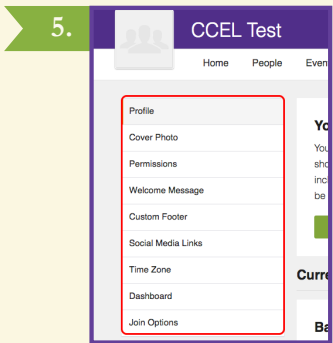 5.
CCEL Test
Home People Even
Profile
Cover Photo
Permissions
Welcome Message
Custom Footer
Social Media Links
Time Zone
Dashboard
Join Options
Yo
You
sho
incl
be
Curre
Ba